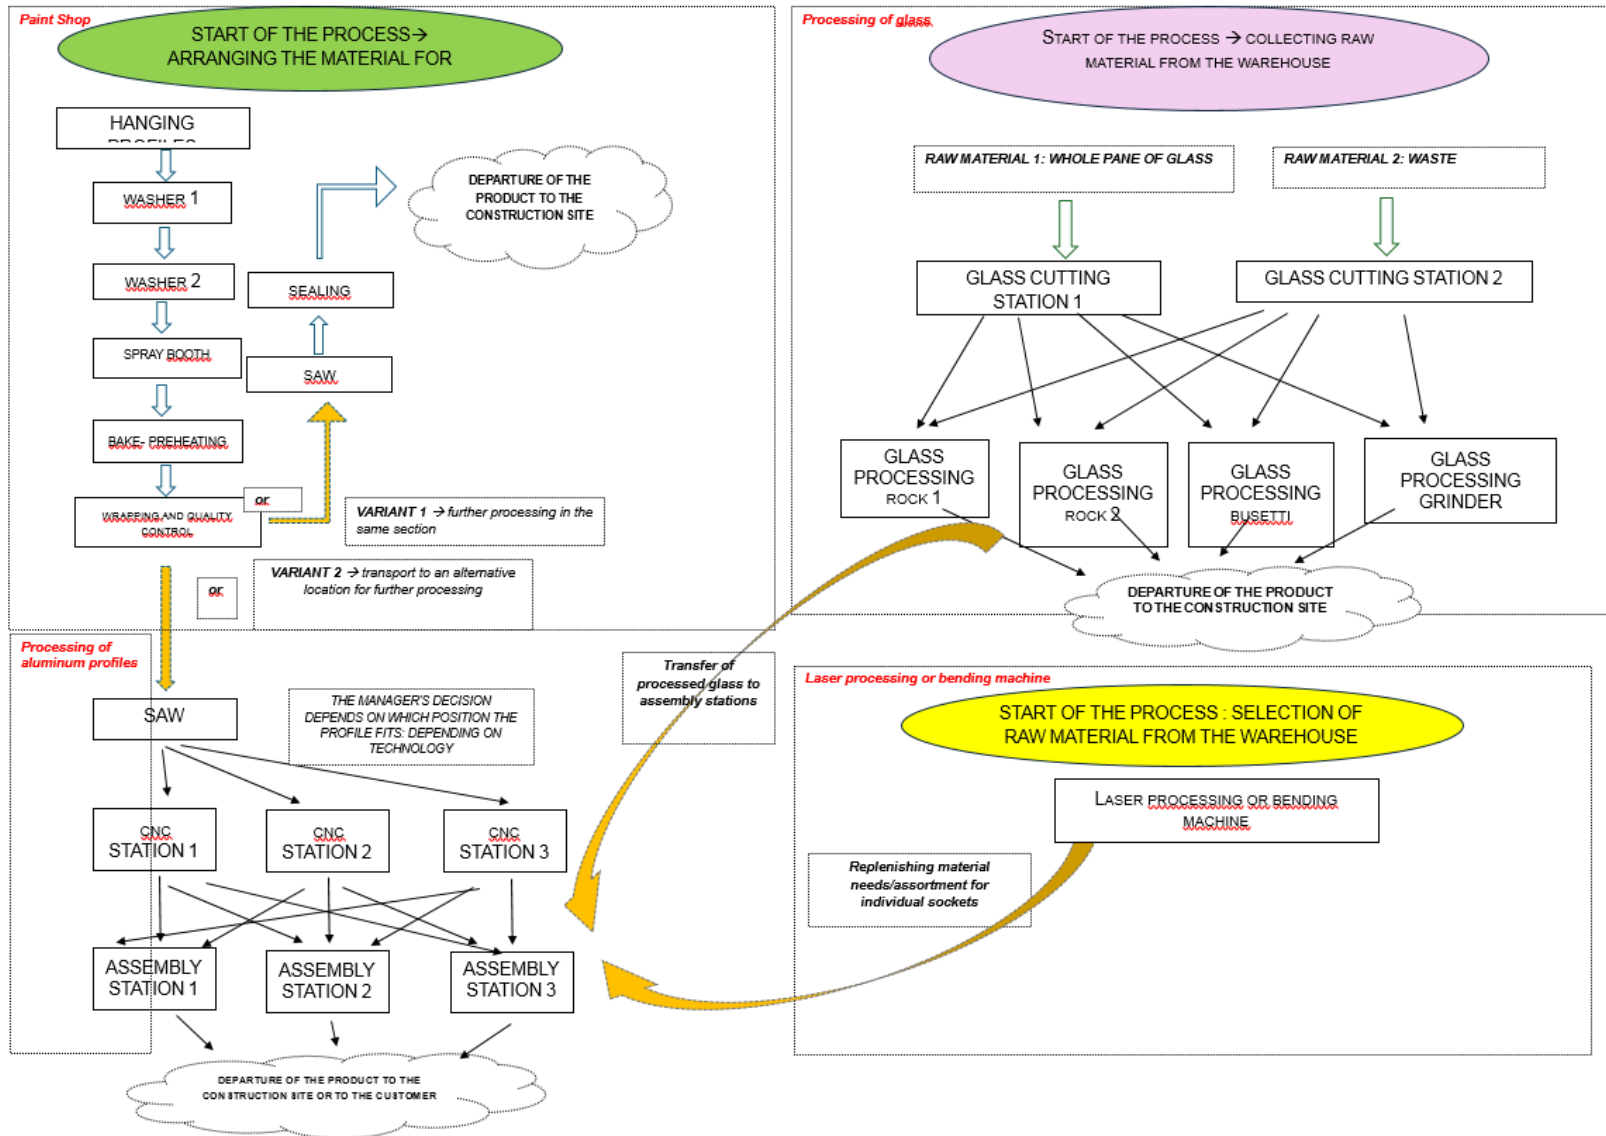 Paint Shop
START OF THE PROCESS→
ARRANGING THE MATERIAL FOR
HANGING
WASHER 1
WASHER 2
SPRAY BOOTH
BAKE- PREHEATING
WRAPPING AND QUALITY
CONTROL
or
SAW
SEALING
DEPARTURE OF THE
PRODUCT TO THE
CONSTRUCTION SITE
VARIANT 1 → further processing in the
same section
VARIANT 2 → transport to an alternative
location for further processing
or
Processing of glass
START OF THE PROCESS → COLLECTING RAW
MATERIAL FROM THE WAREHOUSE
RAW MATERIAL 1: WHOLE PANE OF GLASS
RAW MATERIAL 2: WASTE
GLASS CUTTING
STATION 1
GLASS CUTTING STATION 2
GLASS
PROCESSING
ROCK 1
GLASS
PROCESSING
ROCK 2
GLASS
PROCESSING
BUSETTI
GLASS
PROCESSING
GRINDER
DEPARTURE OF THE PRODUCT
TO THE CONSTRUCTION SITE
Processing of
aluminum profiles
SAW
THE MANAGER'S DECISION
DEPENDS ON WHICH POSITION THE
PROFILE FITS: DEPENDING ON
TECHNOLOGY
CNC
STATION 1
CNC
STATION 2
CNC
STATION 3
ASSEMBLY
STATION 1
ASSEMBLY
STATION 2
ASSEMBLY
STATION 3
DEPARTURE OF THE PRODUCT TO THE
CONSTRUCTION SITE OR TO THE CUSTOMER
Transfer of
processed glass to
assembly stations
Laser processing or bending machine
START OF THE PROCESS : SELECTION OF
RAW MATERIAL FROM THE WAREHOUSE
LASER PROCESSING OR BENDING
MACHINE
Replenishing material
needs/assortment for
individual sockets